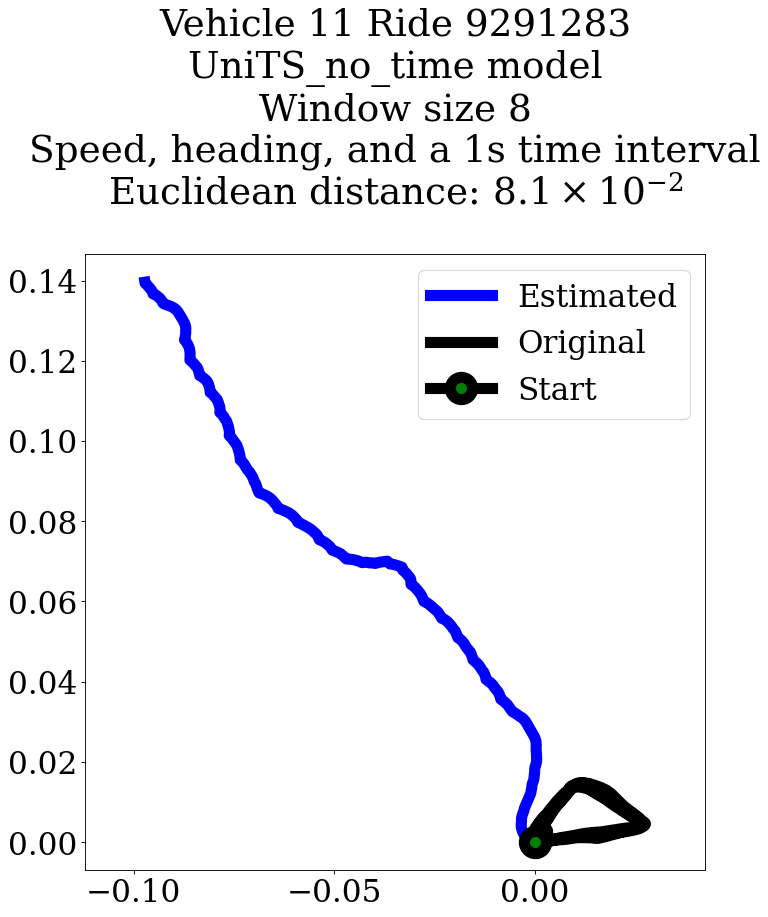 Vehicle 11 Ride 9291283
UniTS_no_time model
Window size 8
Speed, heading, and a 1s time interval
Euclidean distance: 8.1 × 10⁻²
Estimated
Original
Start
0.14
0.12
0.10
0.08
0.06
0.04
0.02
0.00
−0.10 −0.05 0.00